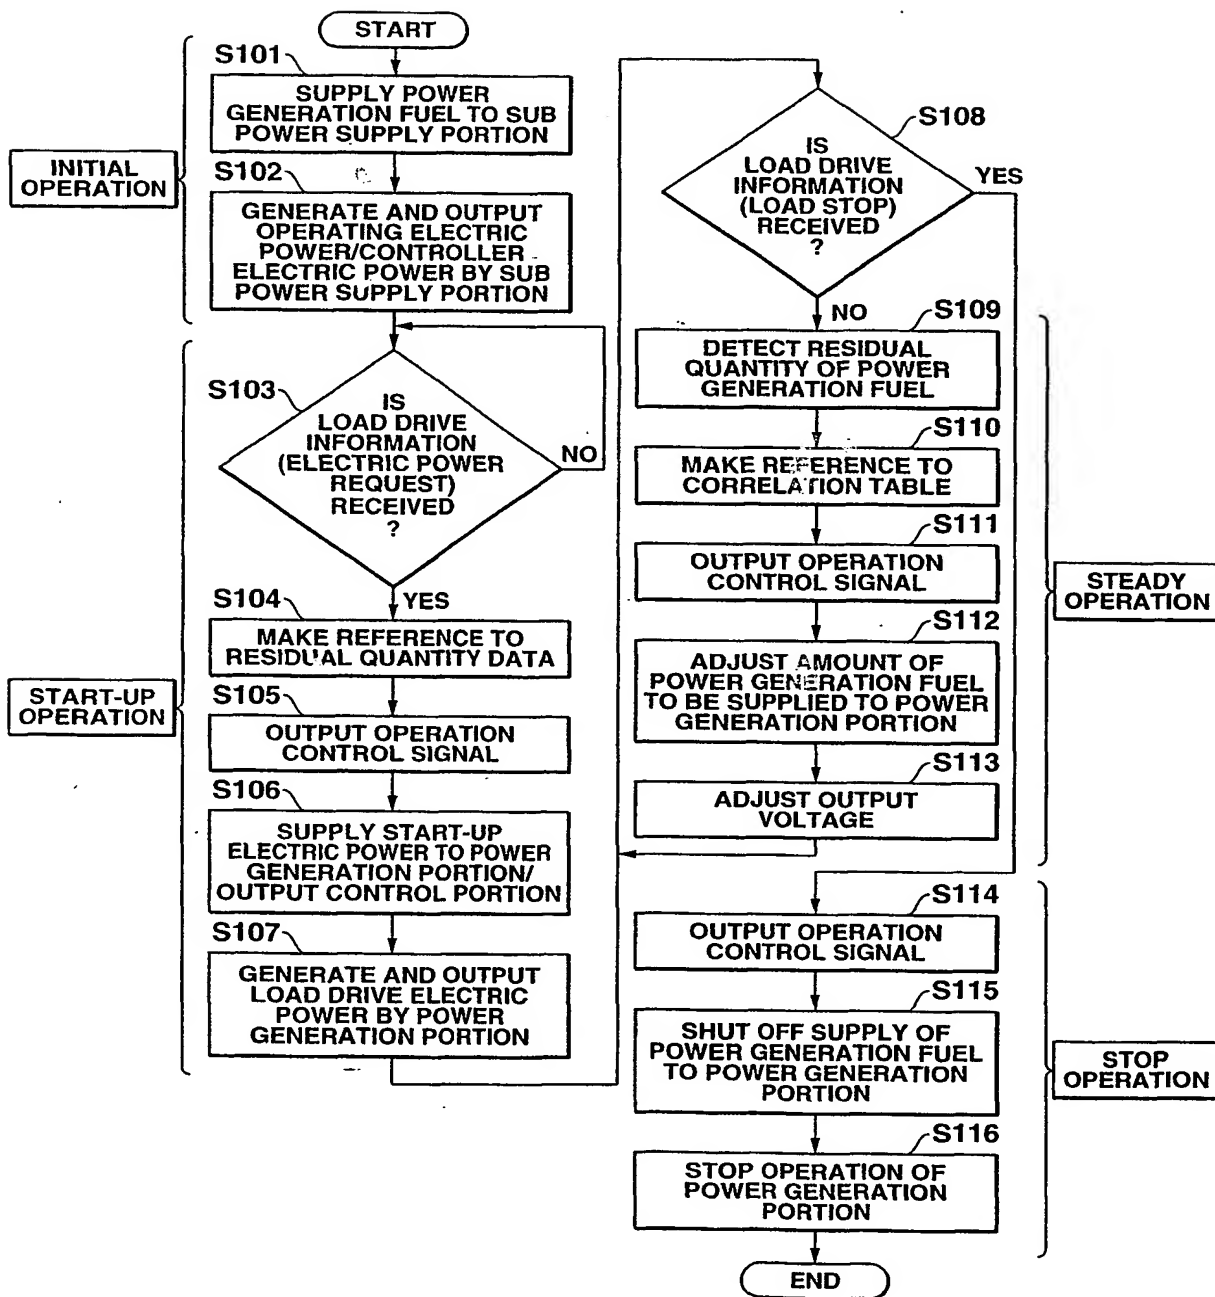 START
S101
SUPPLY POWER
GENERATION FUEL TO SUB
POWER SUPPLY PORTION
INITIAL
OPERATION
S102
GENERATE AND OUTPUT
OPERATING ELECTRIC
POWER/CONTROLLER
ELECTRIC POWER BY SUB
POWER SUPPLY PORTION
S103
IS
LOAD DRIVE
INFORMATION
(ELECTRIC POWER
REQUEST)
RECEIVED
?
NO
YES
S104
MAKE REFERENCE TO
RESIDUAL QUANTITY DATA
START-UP
OPERATION
S105
OUTPUT OPERATION
CONTROL SIGNAL
S106
SUPPLY START-UP
ELECTRIC POWER TO POWER
GENERATION PORTION/
OUTPUT CONTROL PORTION
S107
GENERATE AND OUTPUT
LOAD DRIVE ELECTRIC
POWER BY POWER
GENERATION PORTION
S108
IS
LOAD DRIVE
INFORMATION
(LOAD STOP)
RECEIVED
?
YES
NO
S109
DETECT RESIDUAL
QUANTITY OF POWER
GENERATION FUEL
S110
MAKE REFERENCE TO
CORRELATION TABLE
S111
OUTPUT OPERATION
CONTROL SIGNAL
STEADY
OPERATION
S112
ADJUST AMOUNT OF
POWER GENERATION FUEL
TO BE SUPPLIED TO POWER
GENERATION PORTION
S113
ADJUST OUTPUT
VOLTAGE
S114
OUTPUT OPERATION
CONTROL SIGNAL
S115
SHUT OFF SUPPLY OF
POWER GENERATION FUEL
TO POWER GENERATION
PORTION
STOP
OPERATION
S116
STOP OPERATION OF
POWER GENERATION
PORTION
END